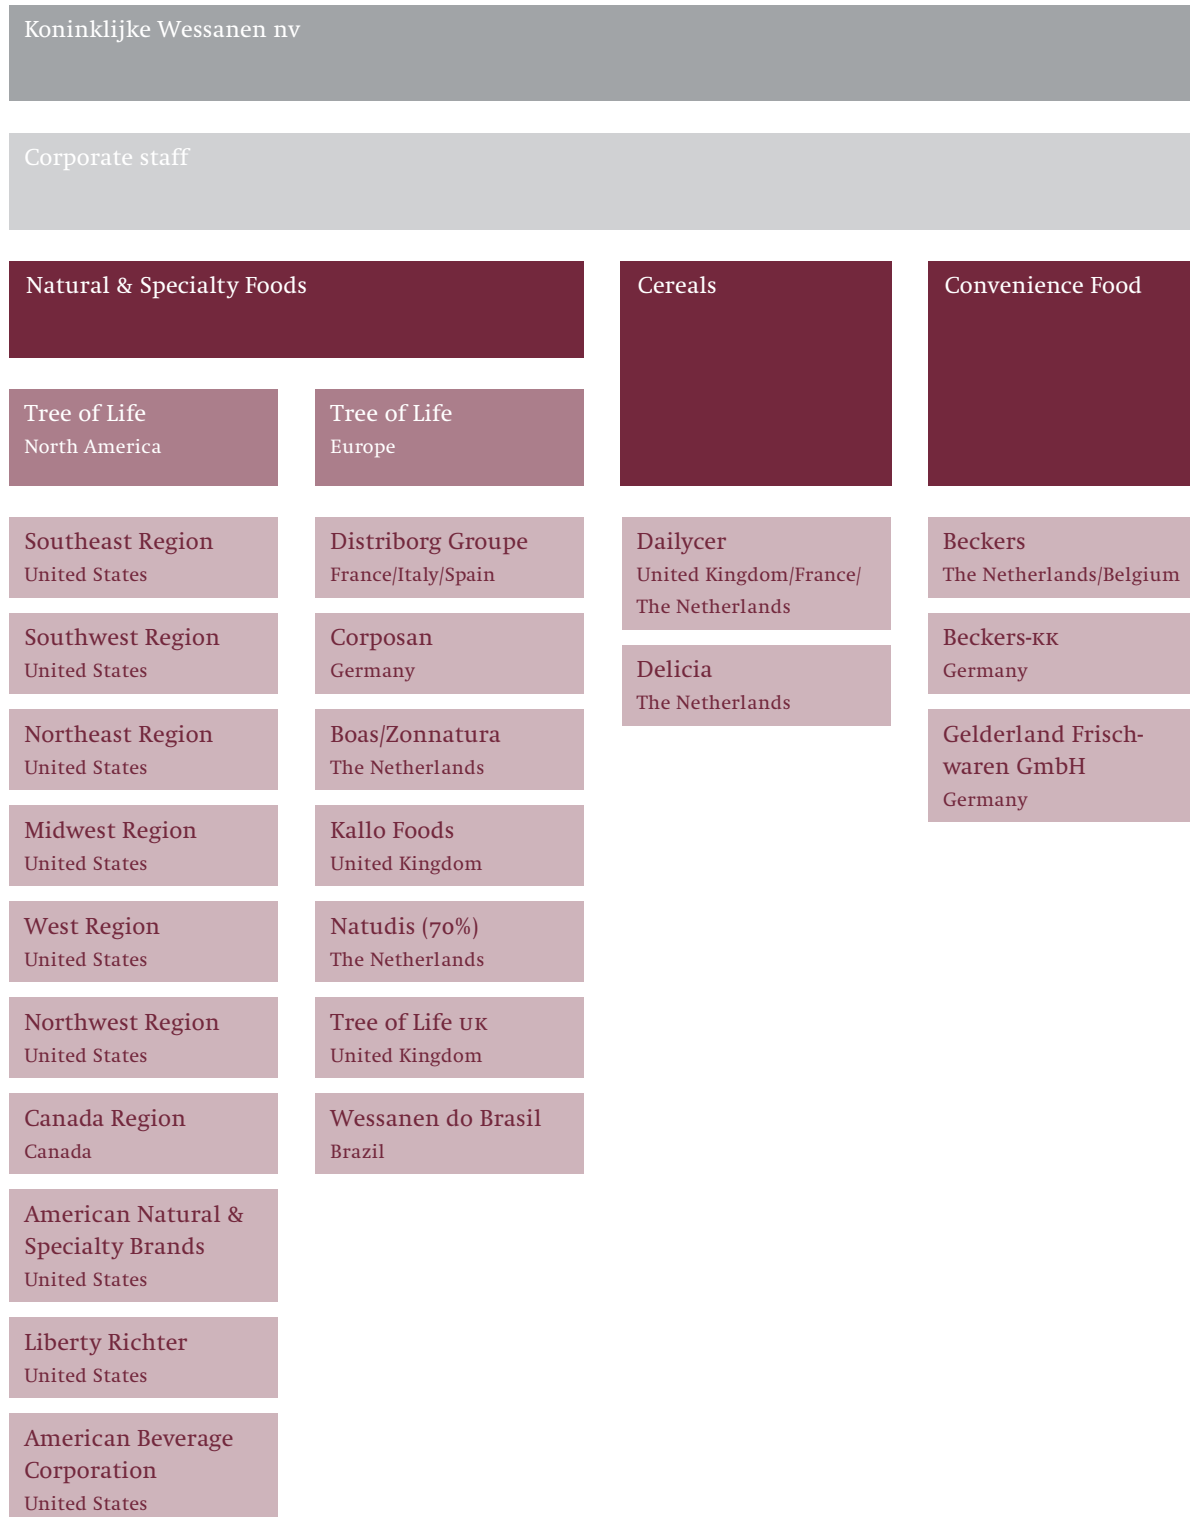 Koninklijke Wessanen nv
Corporate staff
Natural & Specialty Foods
Tree of Life
North America
Southeast Region
United States
Southwest Region
United States
Northeast Region
United States
Midwest Region
United States
West Region
United States
Northwest Region
United States
Canada Region
Canada
American Natural &
Specialty Brands
United States
Liberty Richter
United States
American Beverage
Corporation
United States
Tree of Life
Europe
Distriborg Groupe
France/Italy/Spain
Corposan
Germany
Boas/Zonnatura
The Netherlands
Kallo Foods
United Kingdom
Natudis (70%)
The Netherlands
Tree of Life UK
United Kingdom
Wessanen do Brasil
Brazil
Cereals
Dailycer
United Kingdom/France/
The Netherlands
Delicia
The Netherlands
Convenience Food
Beckers
The Netherlands/Belgium
Beckers-KK
Germany
Gelderland Frisch-
waren GmbH
Germany